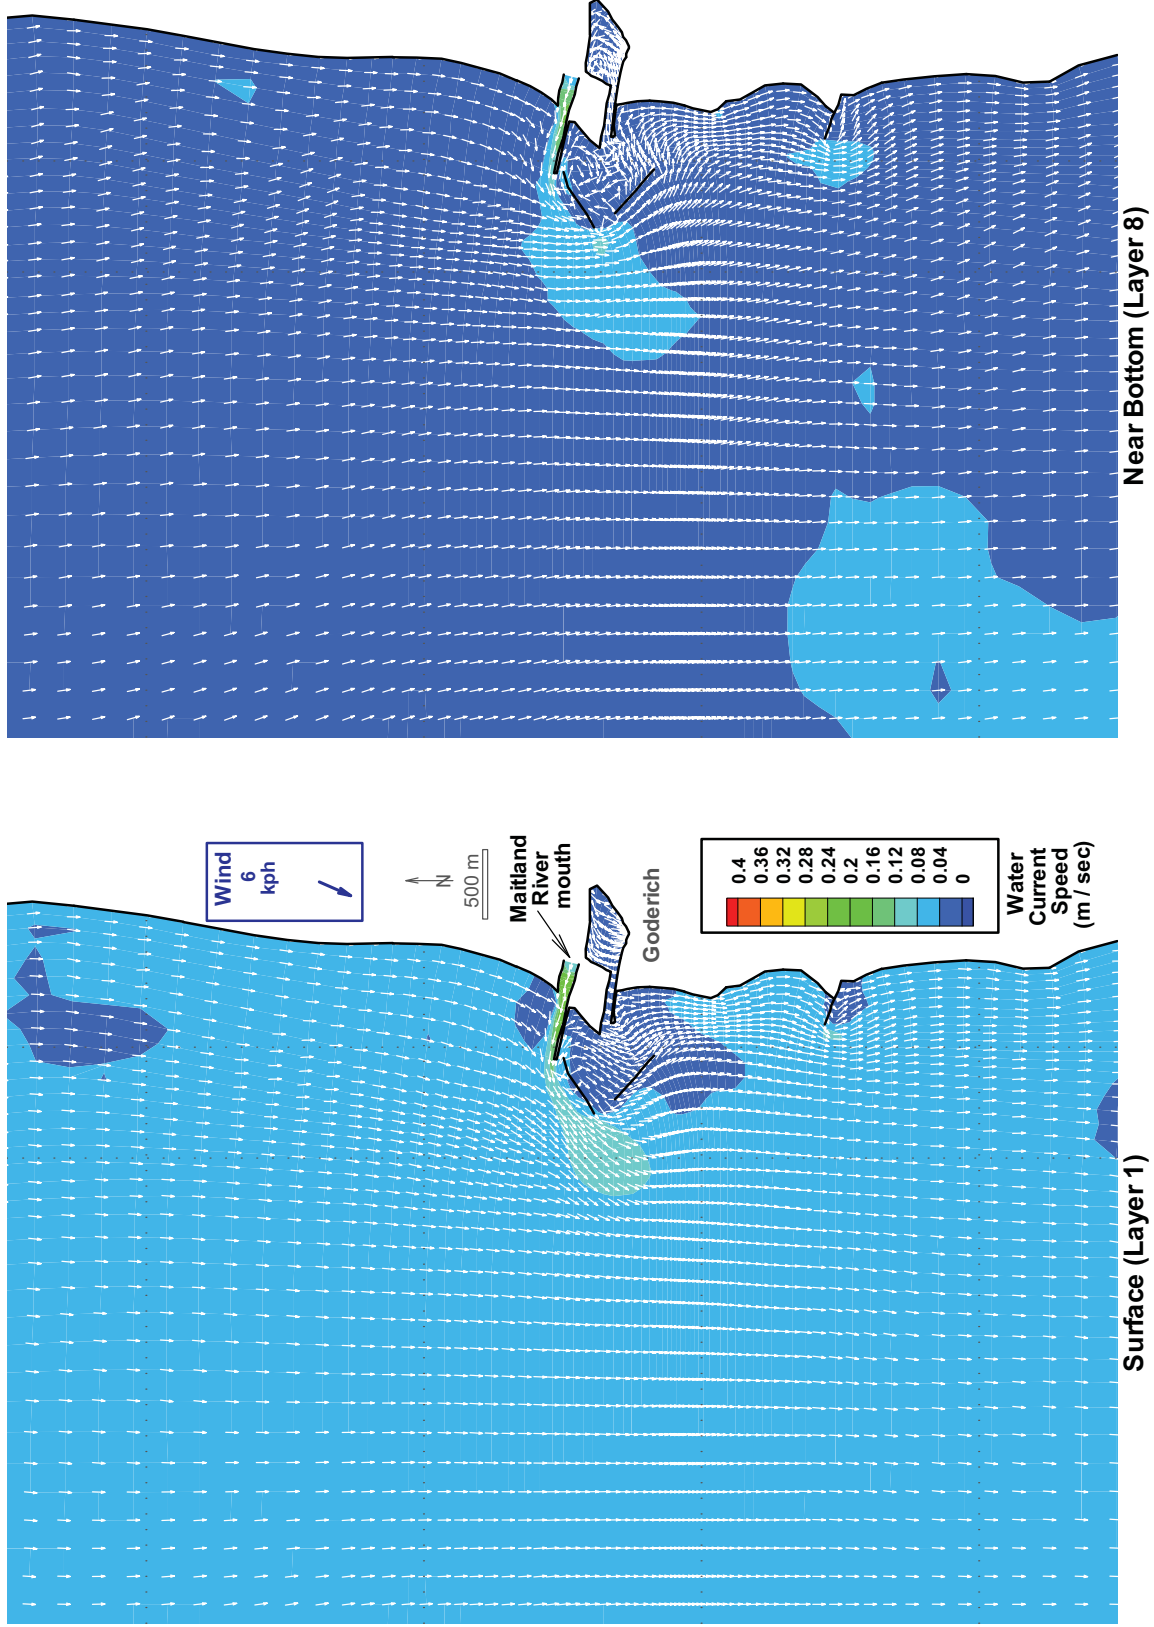 Near Bottom (Layer 8)
Wind
6
kph
N
500 m
Maitland
River
mouth
Goderich
0.4
0.36
0.32
0.28
0.24
0.2
0.16
0.12
0.08
0.04
0
Water
Current
Speed
(m / sec)
Surface (Layer 1)